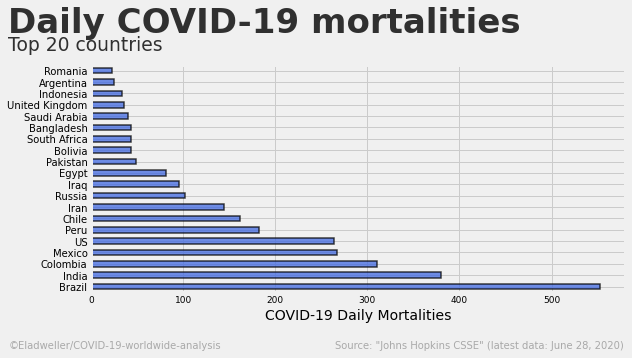 Daily COVID-19 mortalities
Top 20 countries
Romania
Argentina
Indonesia
United Kingdom
Saudi Arabia
Bangladesh
South Africa
Bolivia
Pakistan
Egypt
Iraq
Russia
Iran
Chile
Peru
US
Mexico
Colombia
India
Brazil
0 100 200 300 400 500
COVID-19 Daily Mortalities
©Eladweller/COVID-19-worldwide-analysis Source: "Johns Hopkins CSSE" (latest data: June 28, 2020)